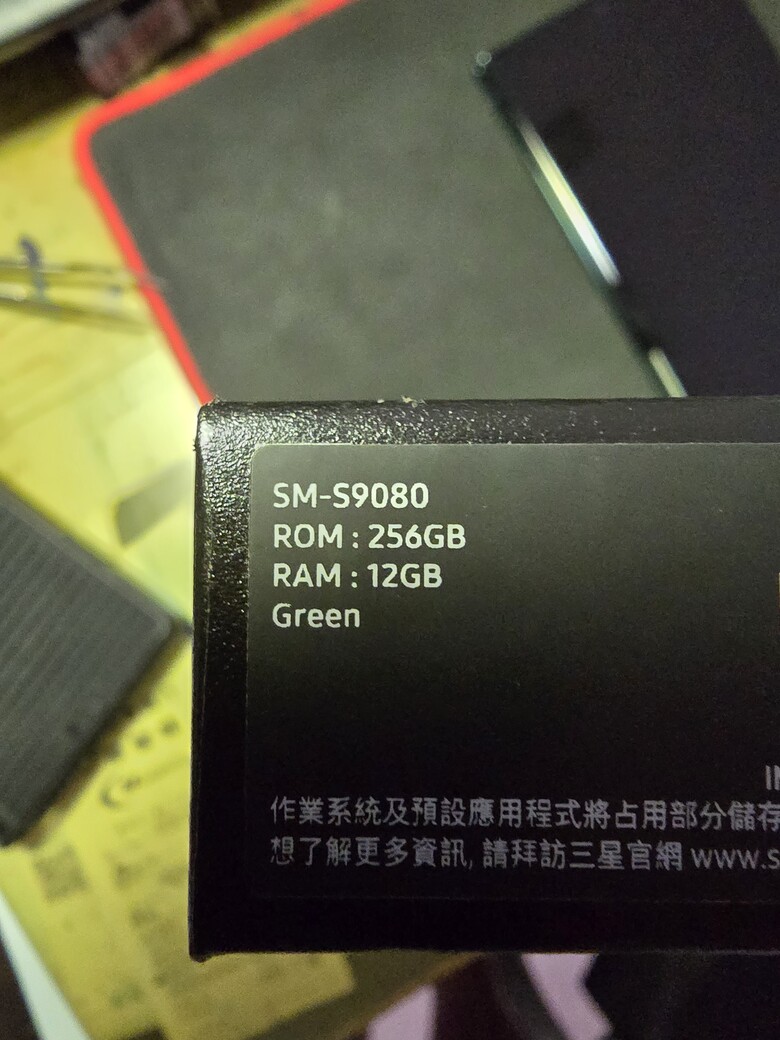 SM-S9080
ROM : 256GB
RAM : 12GB
Green
作業系統及預設應用程式將占用部分儲存
想了解更多資訊, 請拜訪三星官網 www.s